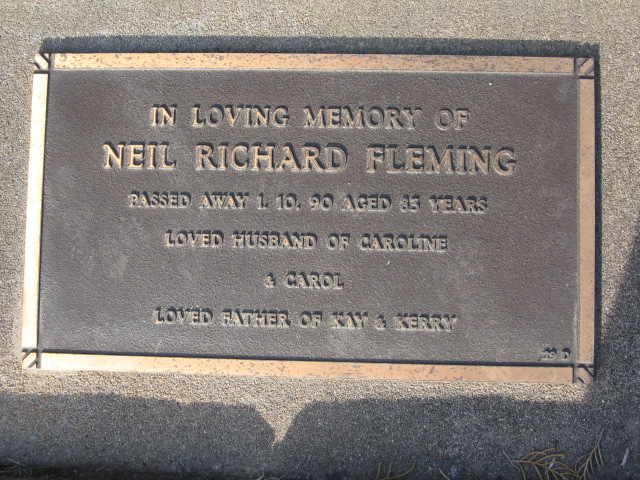 IN LOVING MEMORY OF
NEIL RICHARD FLEMING
PASSED AWAY 1. 10. 90 AGED 83 YEARS
LOVED HUSBAND OF CAROLINE
& CAROL
LOVED FATHER OF KAY & KERRY
29 D